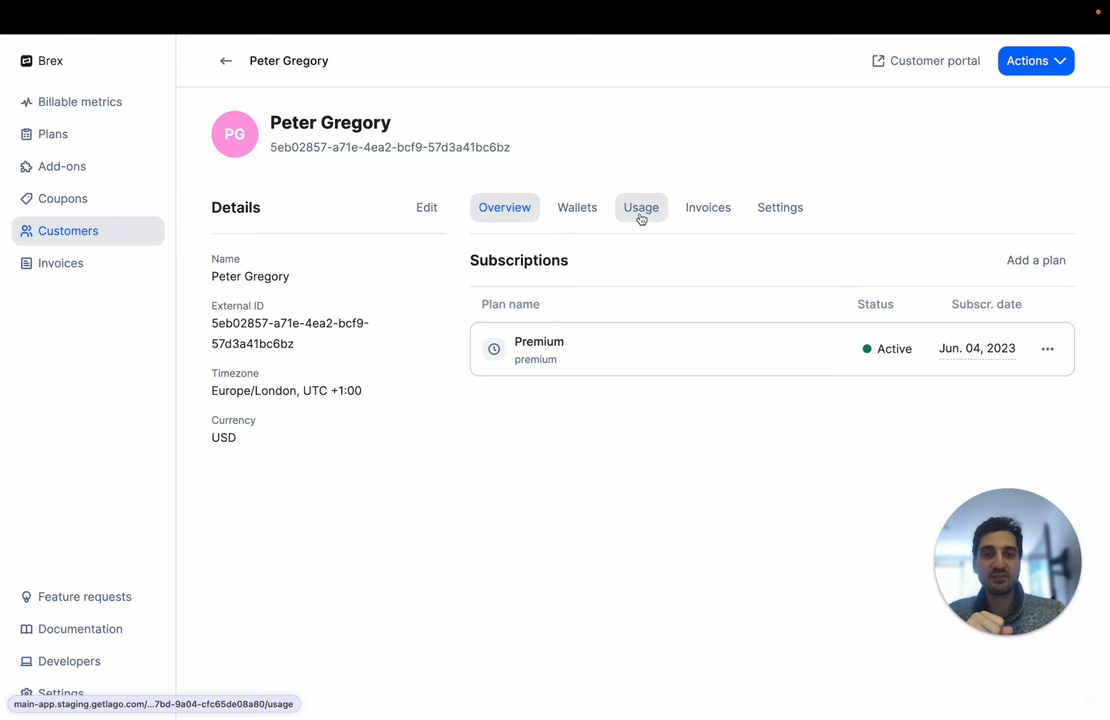 Brex
Peter Gregory
Customer portal
Actions
Billable metrics
Plans
Add-ons
Coupons
Customers
Invoices
PG
Peter Gregory
5eb02857-a71e-4ea2-bcf9-57d3a41bc6bz
Details
Edit
Overview
Wallets
Usage
Invoices
Settings
Name
Peter Gregory
External ID
5eb02857-a71e-4ea2-bcf9-
57d3a41bc6bz
Timezone
Europe/London, UTC +1:00
Currency
USD
Subscriptions
Add a plan
Plan name
Status
Subscr. date
Premium
premium
Active
Jun. 04, 2023
Feature requests
Documentation
Developers
Settings
main-app.staging.getlago.com/...7bd-9a04-cfc65de08a80/usage